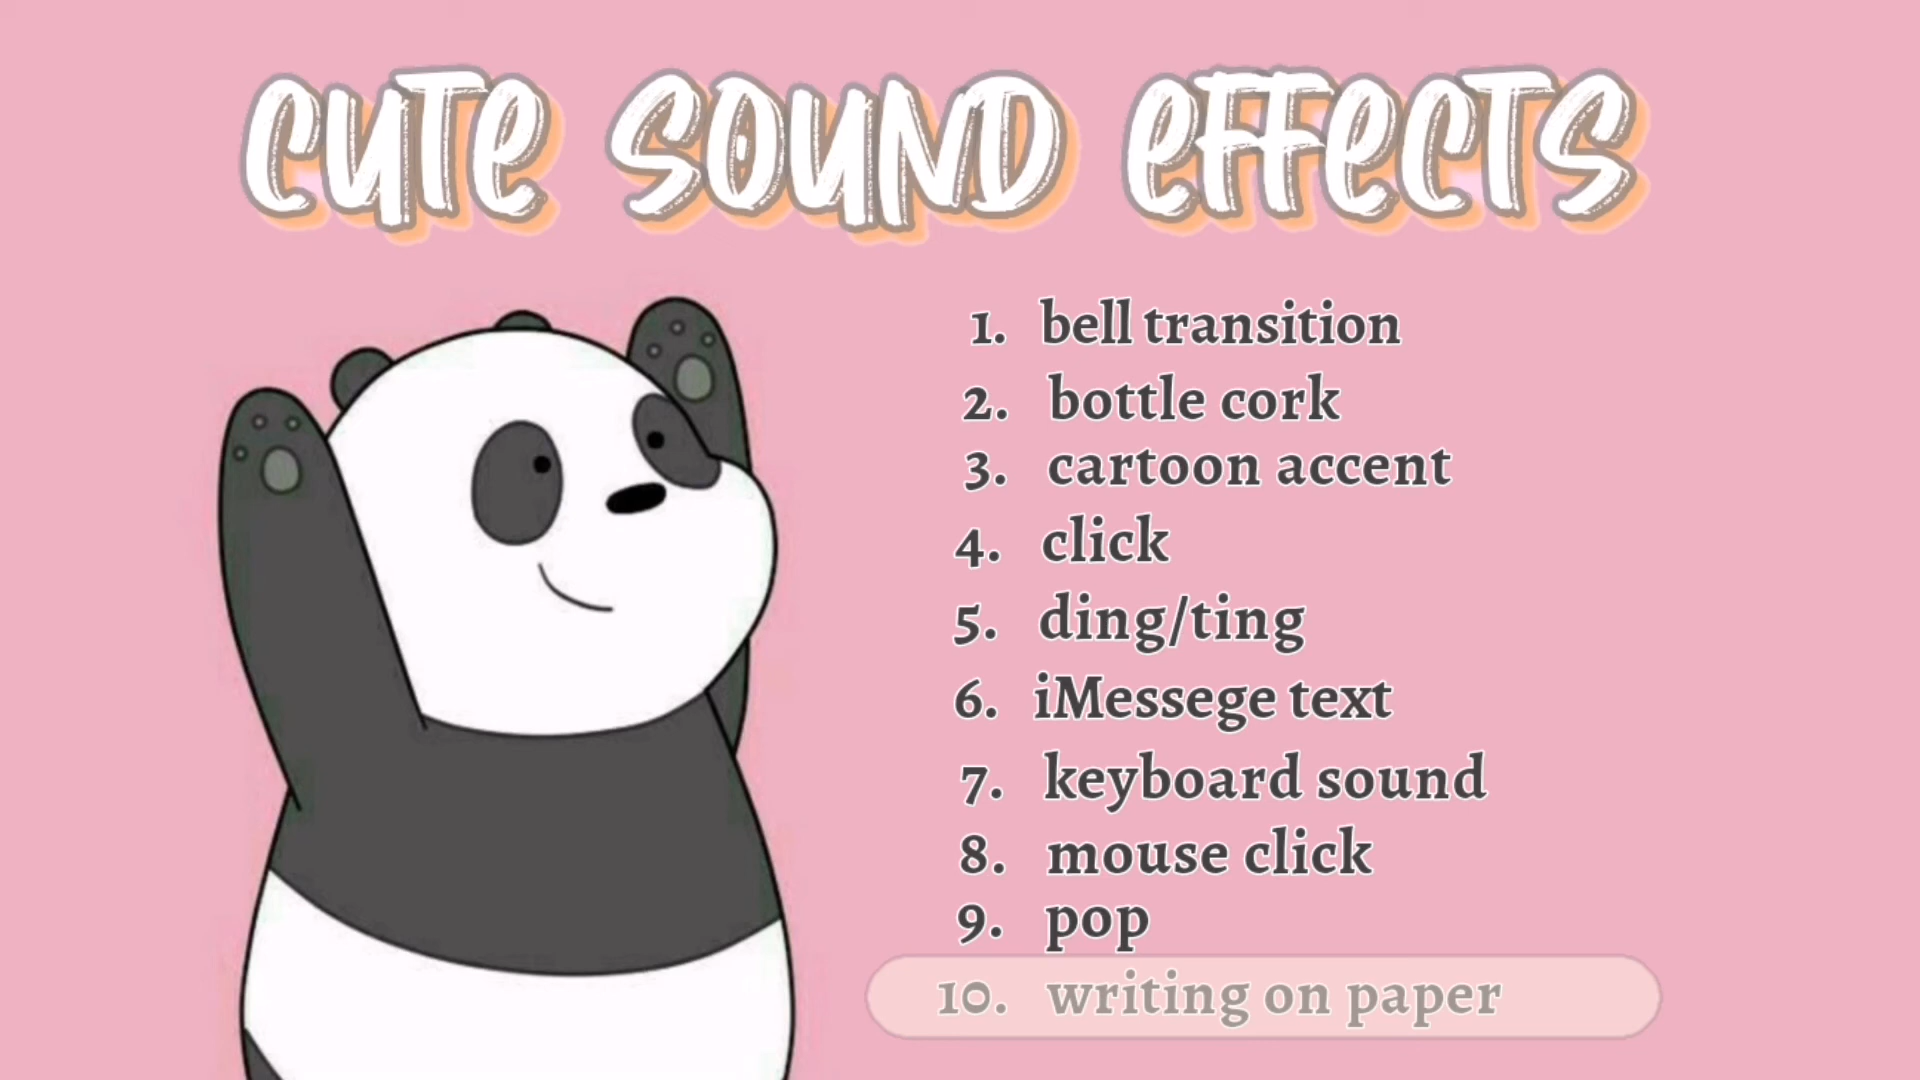 CUTE SOUND EFFECTS
1. bell transition
2. bottle cork
3. cartoon accent
4. click
5. ding/ting
6. iMessege text
7. keyboard sound
8. mouse click
9. pop
10. writing on paper